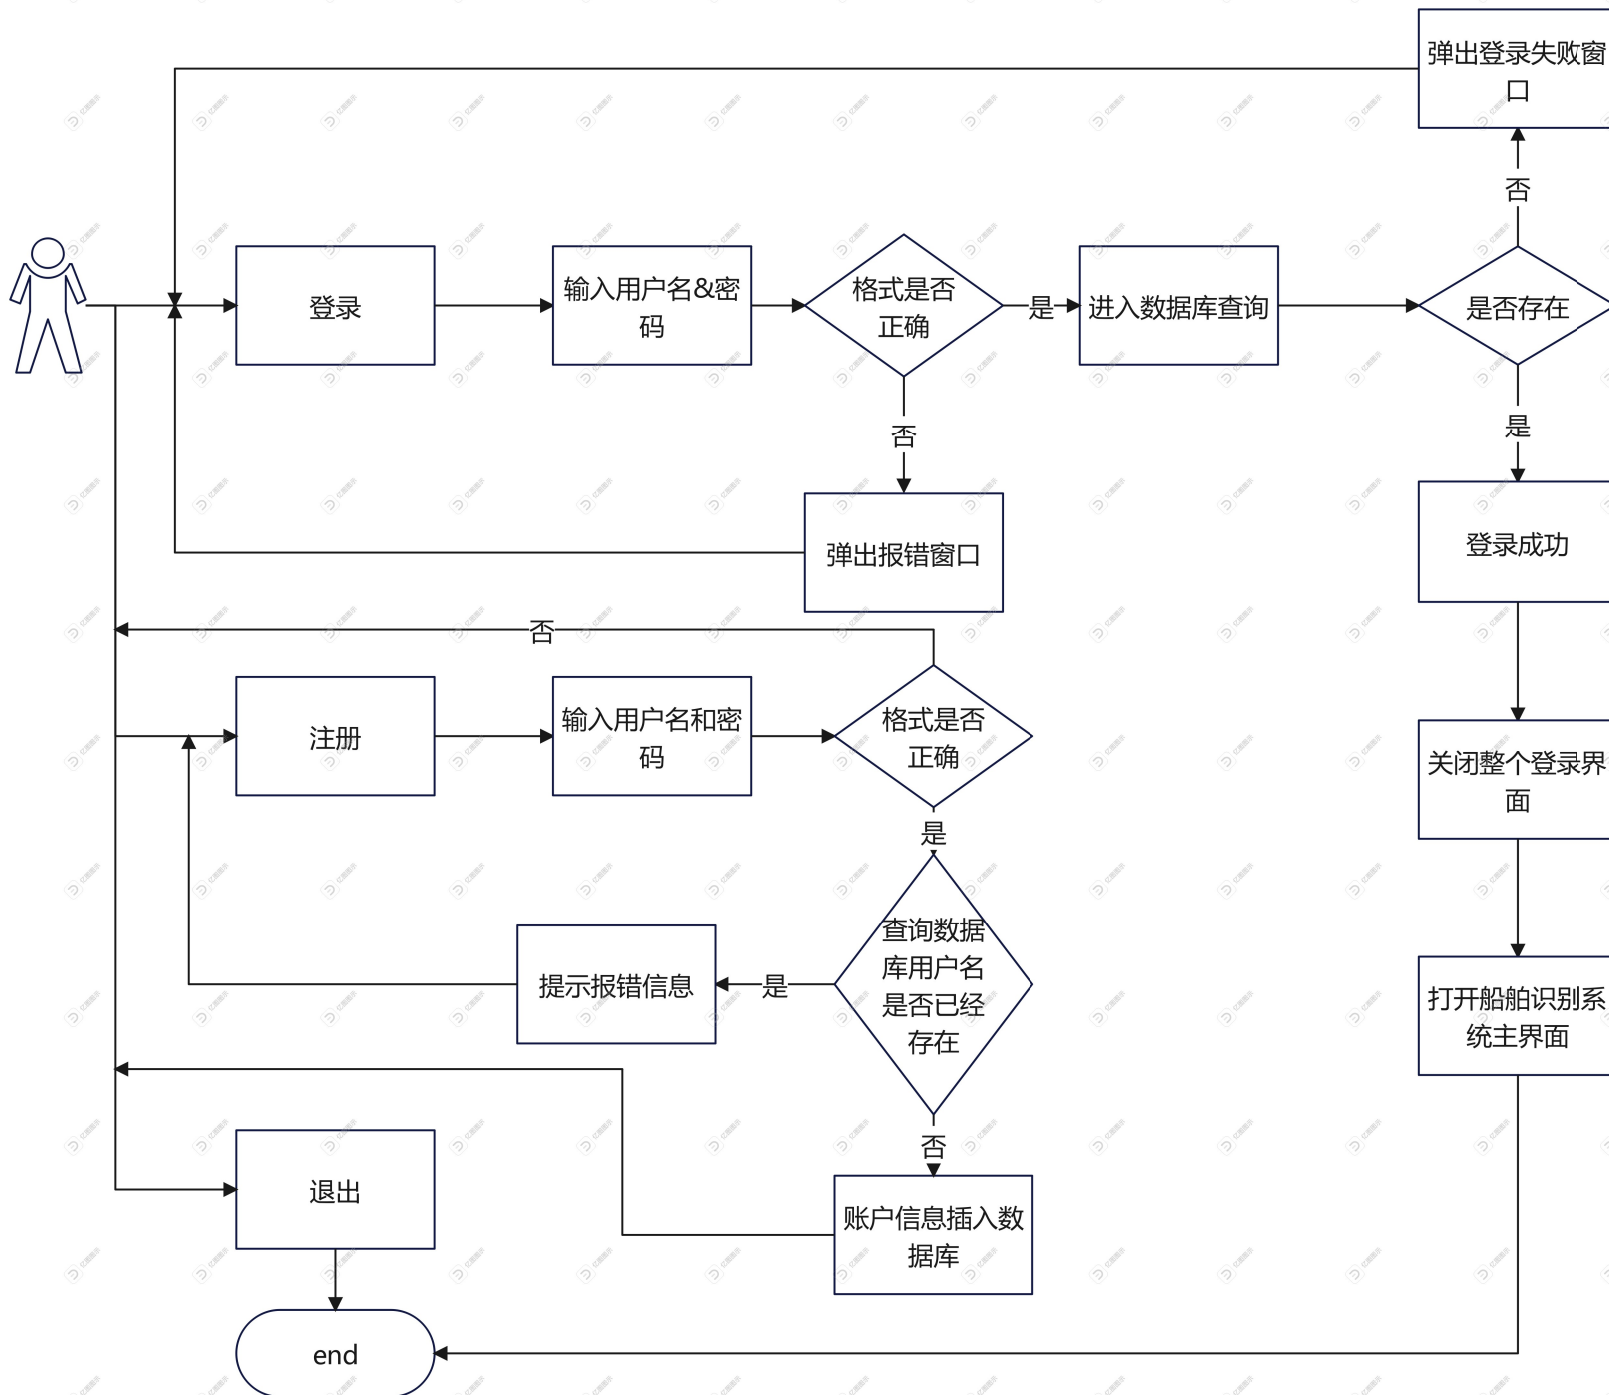 弹出登录失败窗
口
否
登录
输入用户名&密
码
格式是否
正确
是
进入数据库查询
是否存在
否
是
弹出报错窗口
登录成功
否
注册
输入用户名和密
码
格式是否
正确
关闭整个登录界
面
是
查询数据
库用户名
是否已经
存在
是
提示报错信息
打开船舶识别系
统主界面
否
退出
账户信息插入数
据库
end